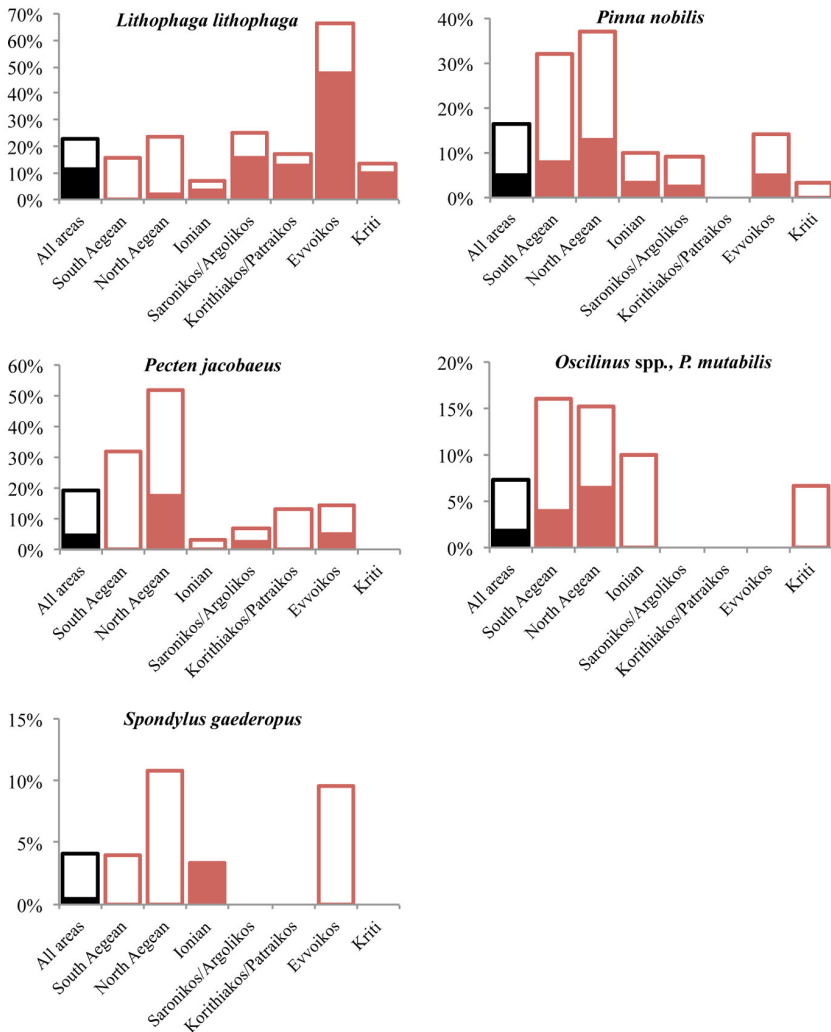 Lithophaga lithophaga
70%
60%
50%
40%
30%
20%
10%
0%
All areas
South Aegean
North Aegean
Ionian
Saronikos/Argolikos
Korithiakos/Patraikos
Evvoikos
Kriti
Pinna nobilis
40%
30%
20%
10%
0%
All areas
South Aegean
North Aegean
Ionian
Saronikos/Argolikos
Korithiakos/Patraikos
Evvoikos
Kriti
Pecten jacobaeus
60%
50%
40%
30%
20%
10%
0%
All areas
South Aegean
North Aegean
Ionian
Saronikos/Argolikos
Korithiakos/Patraikos
Evvoikos
Kriti
Oscilinus spp., P. mutabilis
20%
15%
10%
5%
0%
All areas
South Aegean
North Aegean
Ionian
Saronikos/Argolikos
Korithiakos/Patraikos
Evvoikos
Kriti
Spondylus gaederopus
15%
10%
5%
0%
All areas
South Aegean
North Aegean
Ionian
Saronikos/Argolikos
Korithiakos/Patraikos
Evvoikos
Kriti